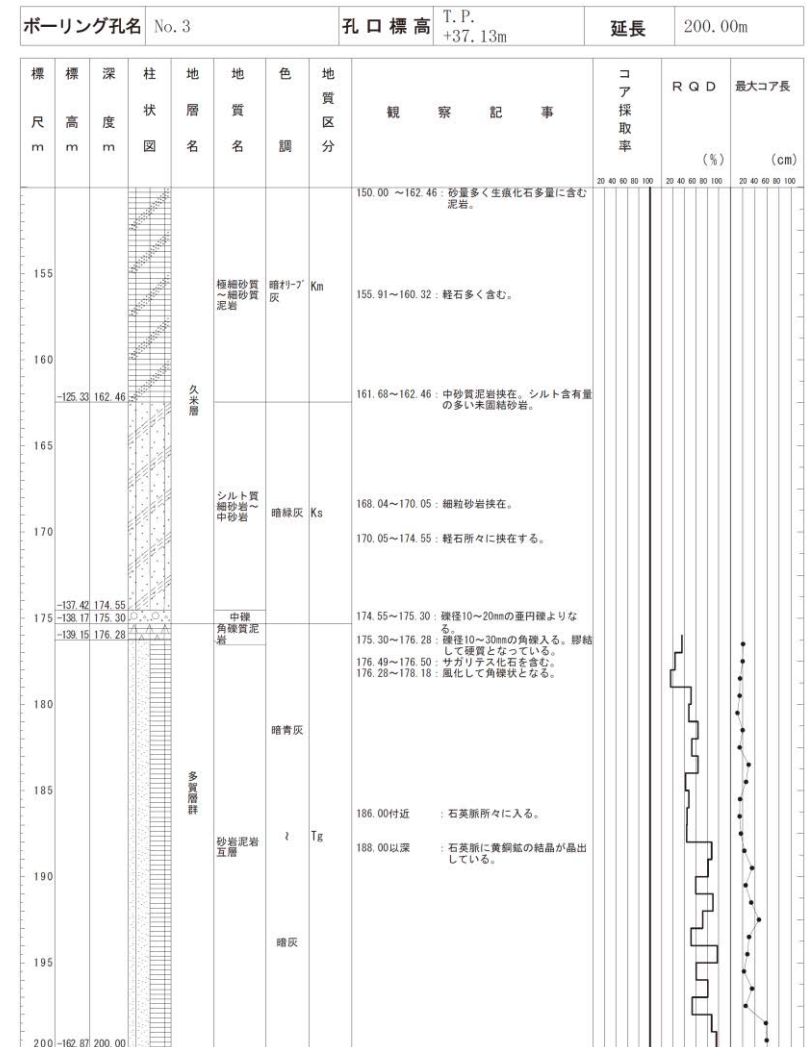 ボーリング孔名 No.3 孔口標高 T.P. +37.13m 延長 200.00m
標尺 m
標高 m
深度 m
柱状図
地層名
地質名
色調
地質区分
観察記事
コア採取率
RQD (%)
最大コア長 (cm)
20 40 60 80 100 20 40 60 80 100 20 40 60 80 100
150.00 ~162.46 : 砂量多く生痕化石多量に含む
泥岩。
155
極細砂質
~細砂質
泥岩
暗オリーブ
灰
Km
155.91~160.32 : 軽石多く含む。
160
久米層
-125.33 162.46
161.68~162.46 : 中砂質泥岩挟在。シルト含有量
の多い未固結砂岩。
165
シルト質
細砂岩~
中砂岩
暗緑灰 Ks
168.04~170.05 : 細粒砂岩挟在。
170
170.05~174.55 : 軽石所々に挟在する。
-137.42 174.55
175 -138.17 175.30
中礫
174.55~175.30 : 礫径10~20mmの亜円礫よりな
る。
-139.15 176.28
角礫質泥
岩
175.30~176.28 : 礫径10~30mmの角礫入る。膠結
して硬質となっている。
176.49~176.50 : サガリテス化石を含む。
176.28~178.18 : 風化して角礫状となる。
180
暗青灰
185
多賀層群
186.00付近 : 石英脈所々に入る。
砂岩泥岩
互層
~
Tg
188.00以深 : 石英脈に黄銅鉱の結晶が晶出
している。
190
暗灰
195
200 -162.87 200.00